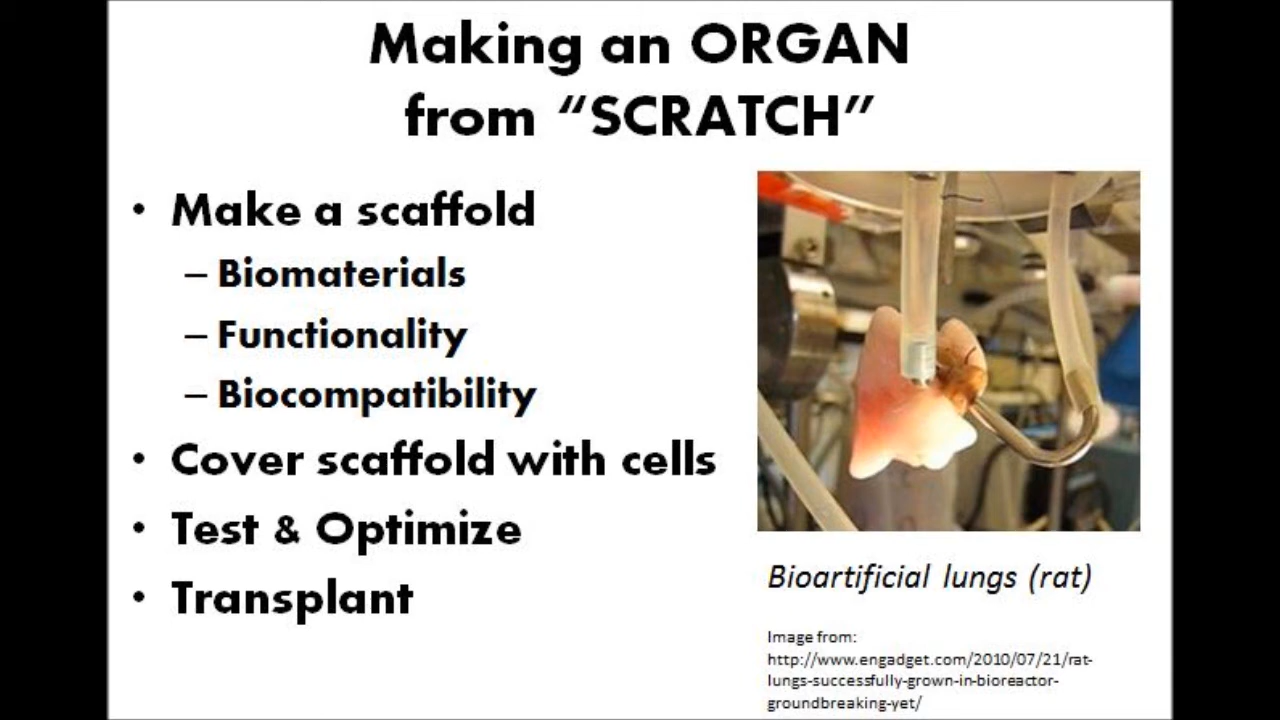 Making an ORGAN
from “SCRATCH”
• Make a scaffold
– Biomaterials
– Functionality
– Biocompatibility
• Cover scaffold with cells
• Test & Optimize
• Transplant
Bioartificial lungs (rat)
Image from:
http://www.engadget.com/2010/07/21/rat-
lungs-successfully-grown-in-bioreactor-
groundbreaking-yet/